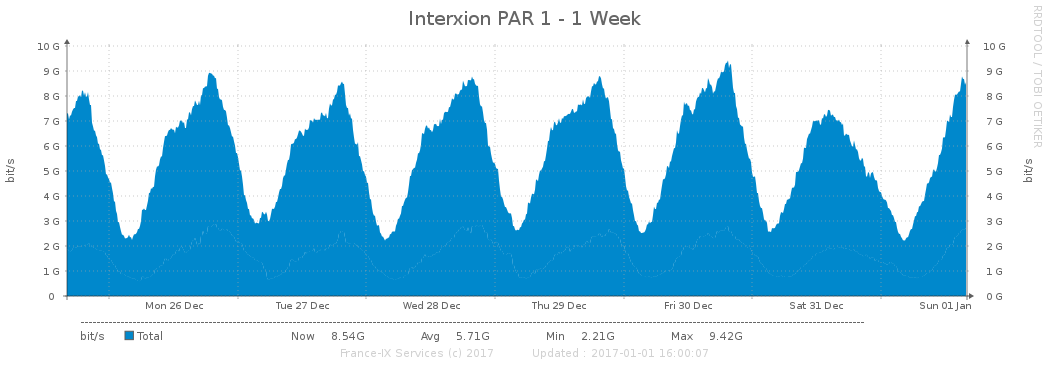 Interxion PAR 1 - 1 Week
RRDTOOL / TOBI OETIKER
10 G 10 G
9 G 9 G
8 G 8 G
7 G 7 G
6 G 6 G
5 G 5 G
4 G 4 G
3 G 3 G
2 G 2 G
1 G 1 G
0 0 G
bit/s
bit/s
Mon 26 Dec Tue 27 Dec Wed 28 Dec Thu 29 Dec Fri 30 Dec Sat 31 Dec Sun 01 Jan
bit/s Total Now 8.54G Avg 5.71G Min 2.21G Max 9.42G
France-IX Services (c) 2017 Updated : 2017-01-01 16:00:07